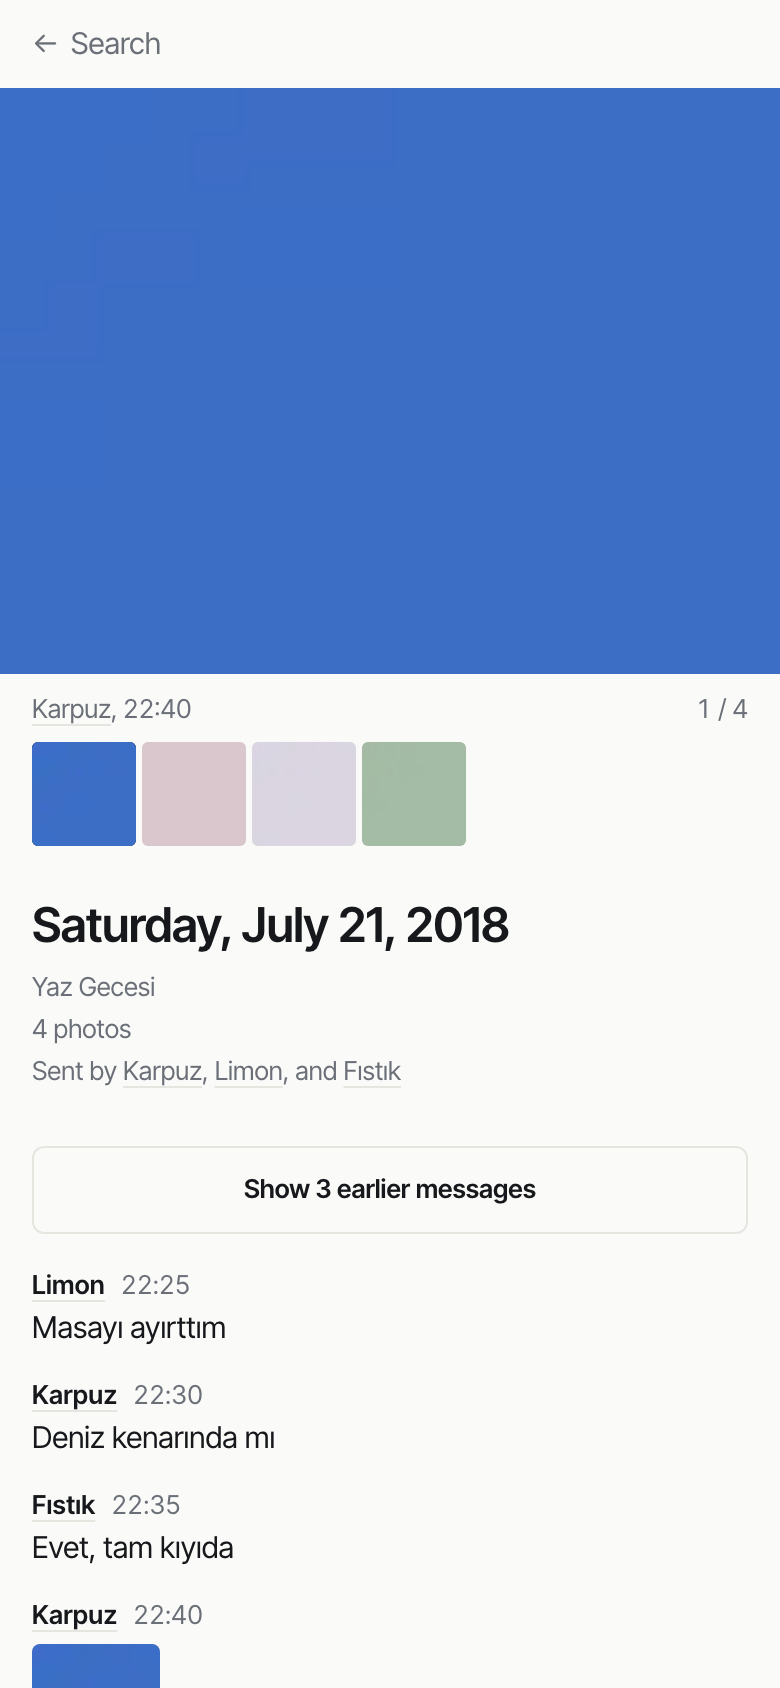 ← Search
Karpuz, 22:40
1 / 4
Saturday, July 21, 2018
Yaz Gecesi
4 photos
Sent by Karpuz, Limon, and Fıstık
Show 3 earlier messages
Limon 22:25
Masayı ayırttım
Karpuz 22:30
Deniz kenarında mı
Fıstık 22:35
Evet, tam kıyıda
Karpuz 22:40